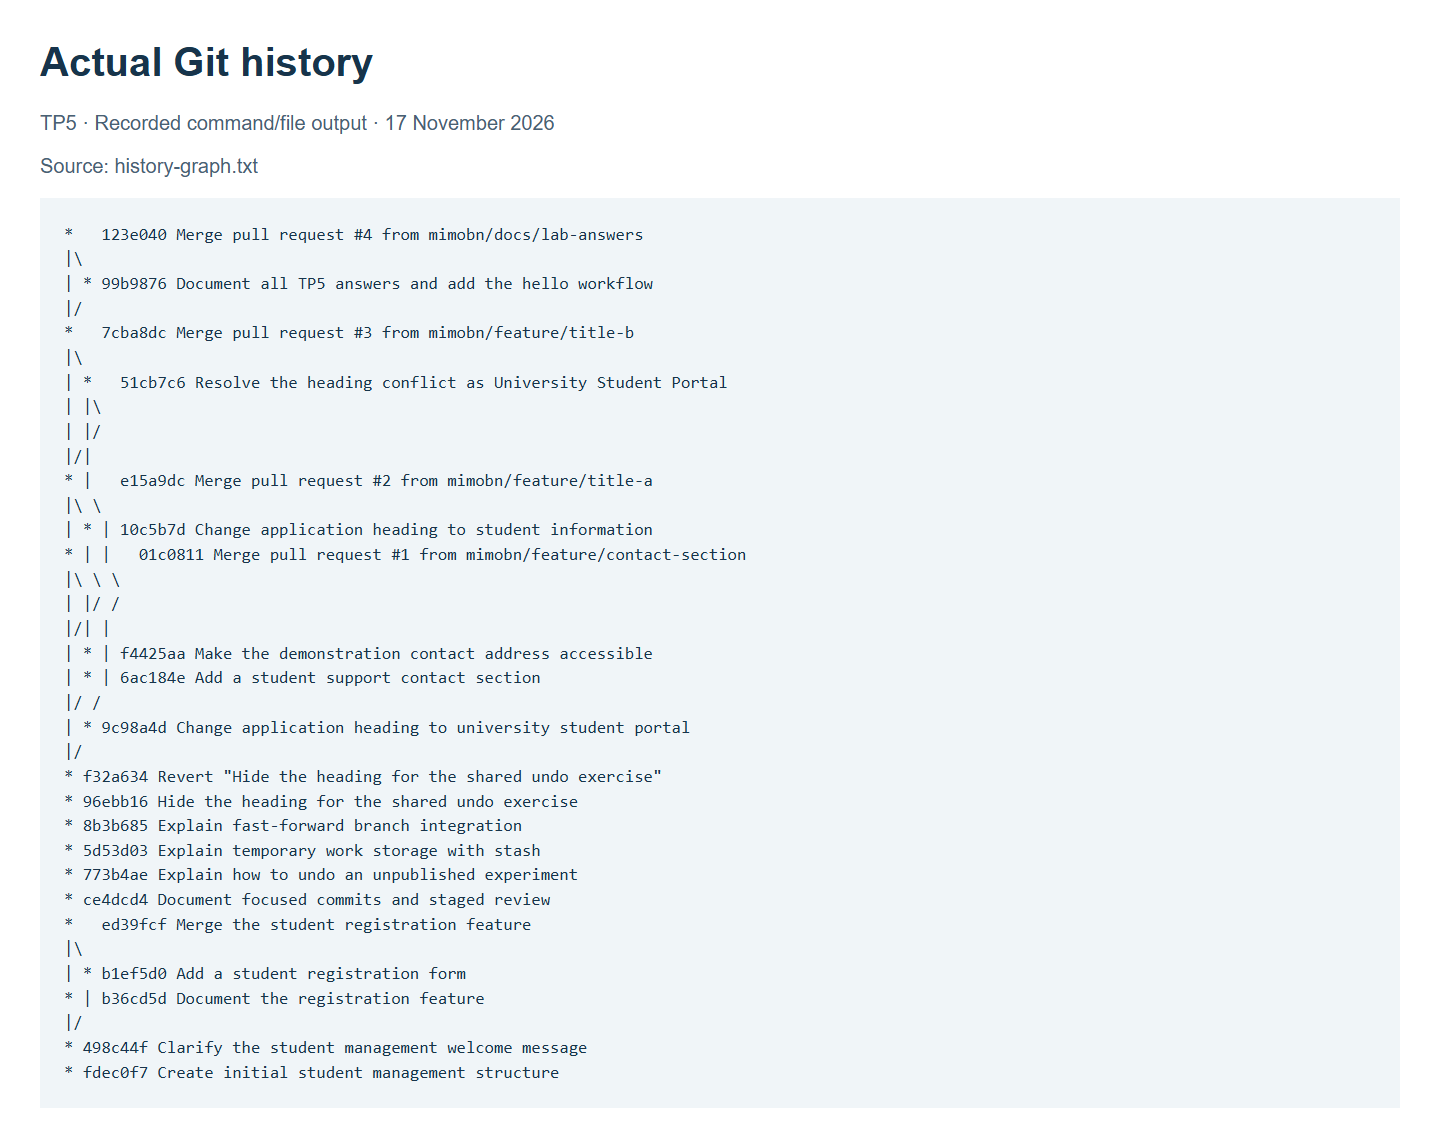 Actual Git history
TP5 · Recorded command/file output · 17 November 2026
Source: history-graph.txt
*   123e040 Merge pull request #4 from mimobn/docs/lab-answers
|\
| * 99b9876 Document all TP5 answers and add the hello workflow
|/
*   7cba8dc Merge pull request #3 from mimobn/feature/title-b
|\
| *   51cb7c6 Resolve the heading conflict as University Student Portal
| |\
| |/
|/|
* |   e15a9dc Merge pull request #2 from mimobn/feature/title-a
|\ \
| * | 10c5b7d Change application heading to student information
* | |   01c0811 Merge pull request #1 from mimobn/feature/contact-section
|\ \ \
| |/ /
|/| |
| * | f4425aa Make the demonstration contact address accessible
| * | 6ac184e Add a student support contact section
|/ /
| * 9c98a4d Change application heading to university student portal
|/
* f32a634 Revert "Hide the heading for the shared undo exercise"
* 96ebb16 Hide the heading for the shared undo exercise
* 8b3b685 Explain fast-forward branch integration
* 5d53d03 Explain temporary work storage with stash
* 773b4ae Explain how to undo an unpublished experiment
* ce4dcd4 Document focused commits and staged review
*   ed39fcf Merge the student registration feature
|\
| * b1ef5d0 Add a student registration form
* | b36cd5d Document the registration feature
|/
* 498c44f Clarify the student management welcome message
* fdec0f7 Create initial student management structure